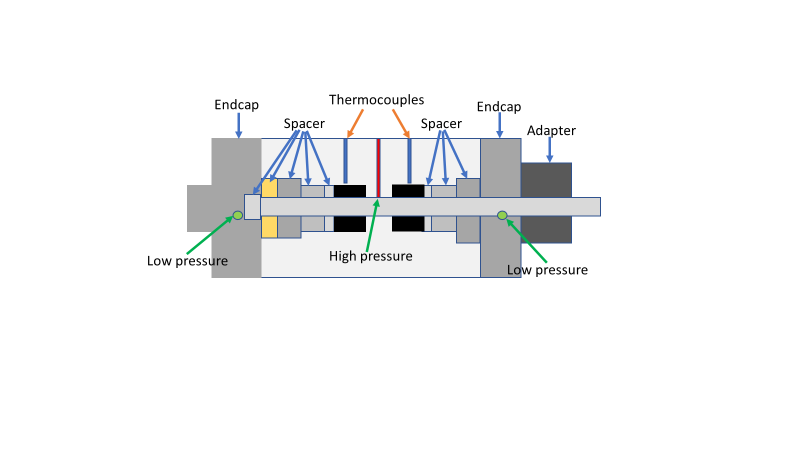 Thermocouples
Endcap
Endcap
Spacer
Spacer
Adapter
Low pressure
High pressure
Low pressure